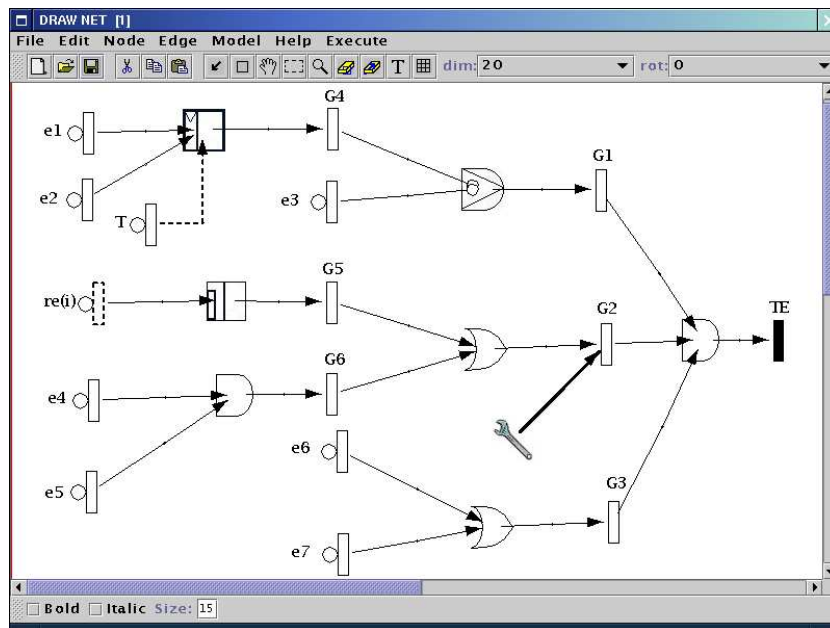 DRAW NET [1]
File Edit Node Edge Model Help Execute
T dim: 20 rot: 0
G4
e1
G1
e2
e3
T
G5
re(i)
G2
TE
G6
e4
e6
G3
e5
e7
Bold Italic Size: 15